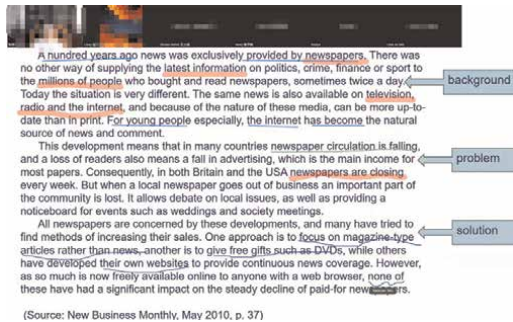 A hundred years ago news was exclusively provided by newspapers. There was
no other way of supplying the latest information on politics, crime, finance or sport to
the millions of people who bought and read newspapers, sometimes twice a day.
Today the situation is very different. The same news is also available on television,
radio and the internet, and because of the nature of these media, can be more up-to-
date than in print. For young people especially, the internet has become the natural
source of news and comment.
This development means that in many countries newspaper circulation is falling,
and a loss of readers also means a fall in advertising, which is the main income for
most papers. Consequently, in both Britain and the USA newspapers are closing
every week. But when a local newspaper goes out of business an important part of
the community is lost. It allows debate on local issues, as well as providing a
noticeboard for events such as weddings and society meetings.
All newspapers are concerned by these developments, and many have tried to
find methods of increasing their sales. One approach is to focus on magazine-type
articles rather than news, another is to give free gifts such as DVDs, while others
have developed their own websites to provide continuous news coverage. However,
as so much is now freely available online to anyone with a web browser, none of
these have had a significant impact on the steady decline of paid-for
(Source: New Business Monthly, May 2010, p. 37)
background
problem
solution